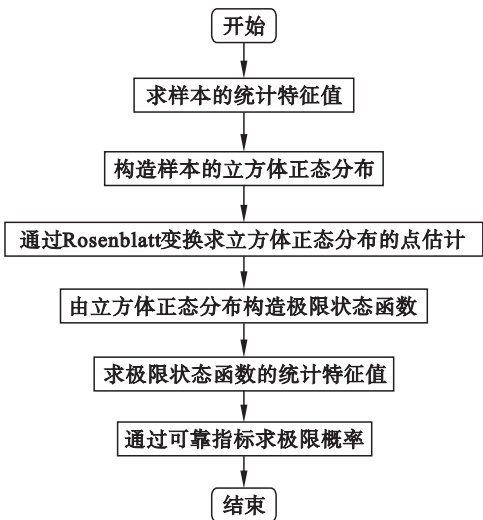 开始
求样本的统计特征值
构造样本的立方体正态分布
通过Rosenblatt变换求立方体正态分布的点估计
由立方体正态分布构造极限状态函数
求极限状态函数的统计特征值
通过可靠指标求极限概率
结束